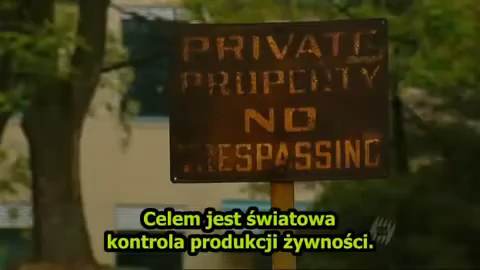 PRIVATE
PROPERTY
NO
TRESPASSING
Celem jest światowa
kontrola produkcji żywności.